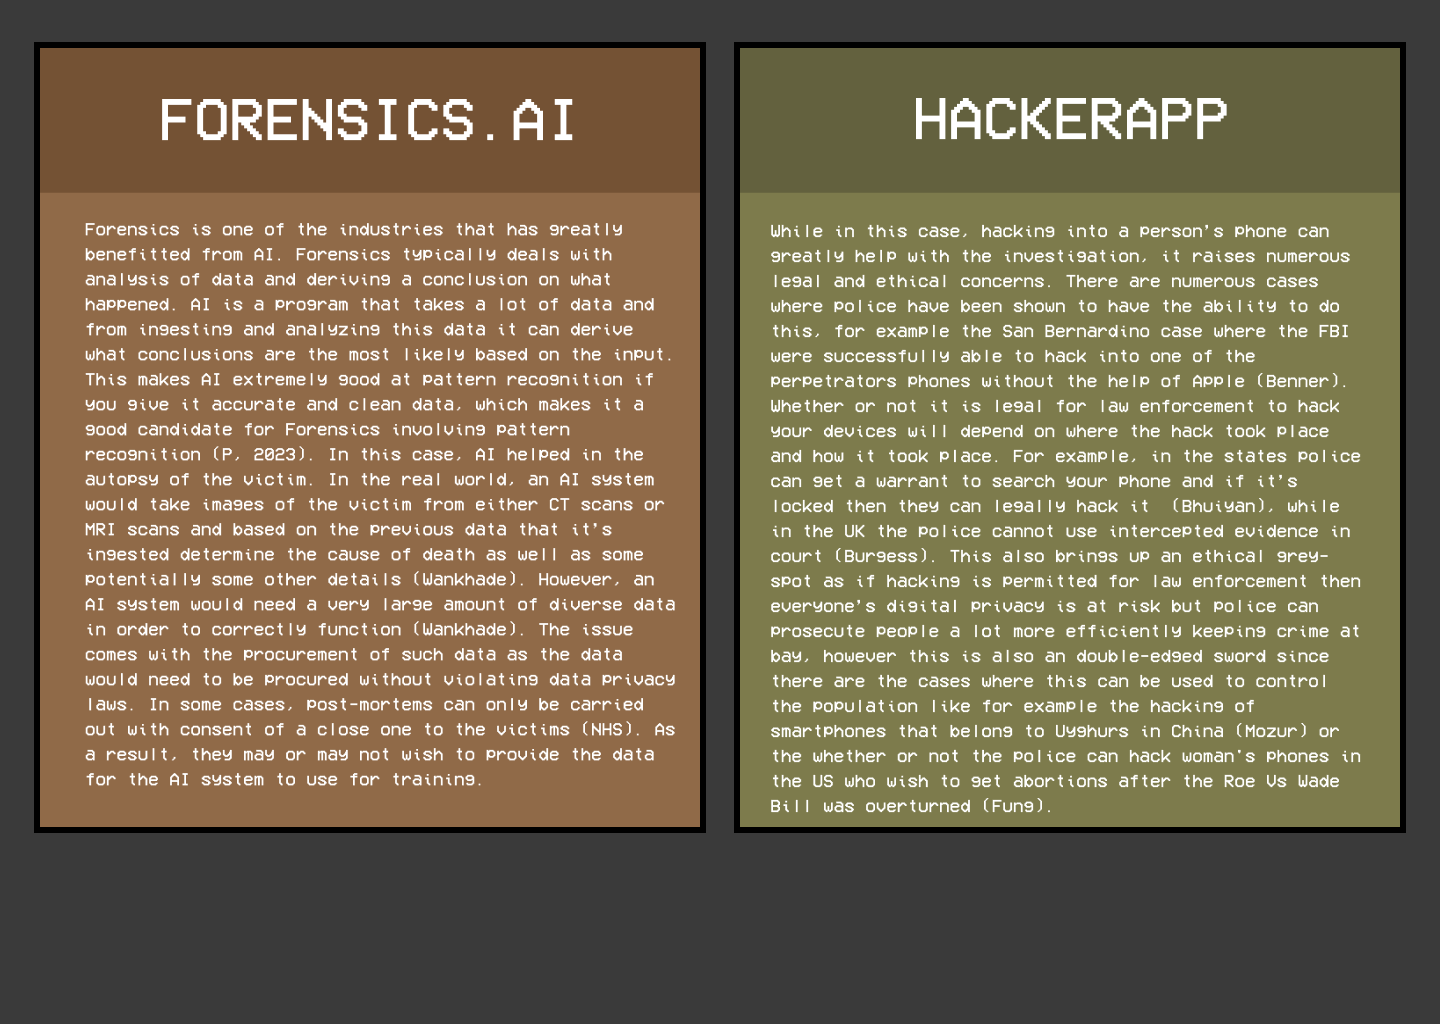 FORENSICS.AI
Forensics is one of the industries that has greatly
benefitted from AI. Forensics typically deals with
analysis of data and deriving a conclusion on what
happened. AI is a program that takes a lot of data and
from ingesting and analyzing this data it can derive
what conclusions are the most likely based on the input.
This makes AI extremely good at pattern recognition if
you give it accurate and clean data, which makes it a
good candidate for Forensics involving pattern
recognition (P, 2023). In this case, AI helped in the
autopsy of the victim. In the real world, an AI system
would take images of the victim from either CT scans or
MRI scans and based on the previous data that it's
ingested determine the cause of death as well as some
potentially some other details (Wankhade). However, an
AI system would need a very large amount of diverse data
in order to correctly function (Wankhade). The issue
comes with the procurement of such data as the data
would need to be procured without violating data privacy
laws. In some cases, post-mortems can only be carried
out with consent of a close one to the victims (NHS). As
a result, they may or may not wish to provide the data
for the AI system to use for training.
HACKERAPP
While in this case, hacking into a person's phone can
greatly help with the investigation, it raises numerous
legal and ethical concerns. There are numerous cases
where police have been shown to have the ability to do
this, for example the San Bernardino case where the FBI
were successfully able to hack into one of the
perpetrators phones without the help of Apple (Benner).
Whether or not it is legal for law enforcement to hack
your devices will depend on where the hack took place
and how it took place. For example, in the states police
can get a warrant to search your phone and if it's
locked then they can legally hack it  (Bhuiyan), while
in the UK the police cannot use intercepted evidence in
court (Burgess). This also brings up an ethical grey-
spot as if hacking is permitted for law enforcement then
everyone's digital privacy is at risk but police can
prosecute people a lot more efficiently keeping crime at
bay, however this is also an double-edged sword since
there are the cases where this can be used to control
the population like for example the hacking of
smartphones that belong to Uyghurs in China (Mozur) or
the whether or not the police can hack woman's phones in
the US who wish to get abortions after the Roe Vs Wade
Bill was overturned (Fung).